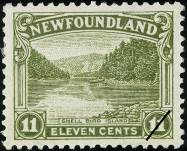 NEWFOUNDLAND
SHELL BIRD ISLAND
11 ELEVEN CENTS 11